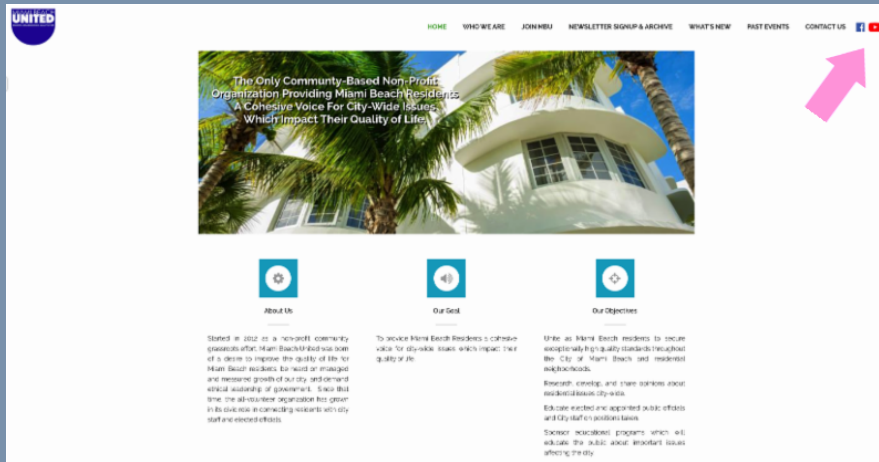 MIAMI BEACH
UNITED
HOME WHO WE ARE JOIN MBU NEWSLETTER SIGNUP & ARCHIVE WHAT'S NEW PAST EVENTS CONTACT US
The Only Communty-Based Non-Profit
Organization Providing Miami Beach Residents
A Cohesive Voice For City-Wide Issues
Which Impact Their Quality of Life.
About Us
Started in 2012 as a non-profit community
grassroots effort, Miami Beach United was born
of a desire to improve the quality of life for
Miami Beach residents, be heard on managed
and measured growth of our city, and demand
ethical leadership of government. Since that
time, the all-volunteer organization has grown
in its civic role in connecting residents with city
staff and elected officials.
Our Goal
To provide Miami Beach Residents a cohesive
voice for city-wide issues which impact their
quality of life.
Our Objectives
Unite as Miami Beach residents to secure
exceptionally high quality standards throughout
the City of Miami Beach and residential
neighborhoods.
Research, develop, and share opinions about
residential issues city-wide.
Educate elected and appointed public officials
and City staff on positions taken.
Sponsor educational programs which will
educate the public about important issues
affecting the city.